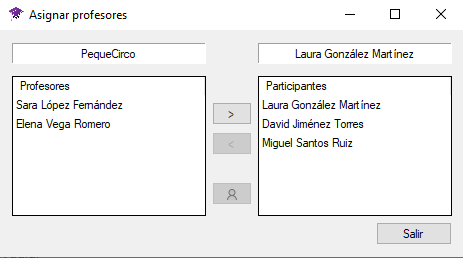 Asignar profesores
PequeCirco
Laura González Martínez
Profesores
Sara López Fernández
Elena Vega Romero
>
<
Participantes
Laura González Martínez
David Jiménez Torres
Miguel Santos Ruiz
Salir